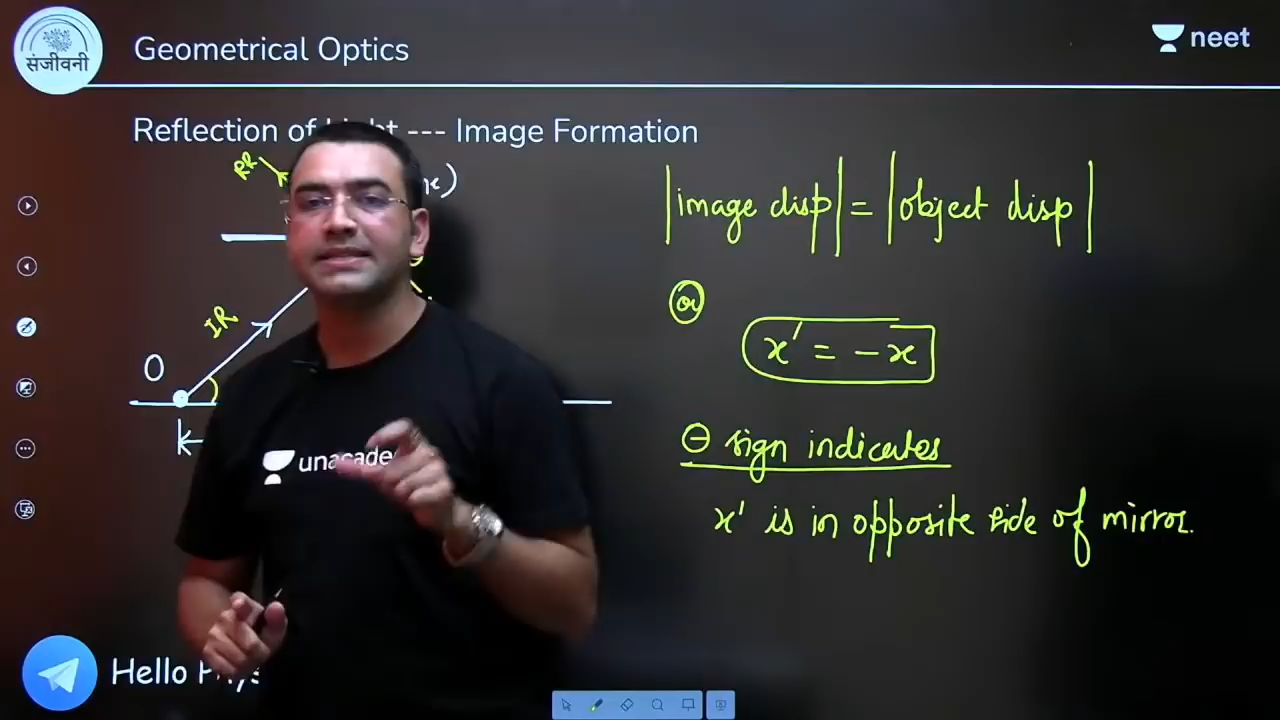 संजीवनी
Geometrical Optics
neet
Reflection of --- Image Formation
RR
x)
|image disp| = |object disp|
or
IR
x' = -x
O
⊖ sign indicates
unacade
x' is in opposite side of mirror.
Hello